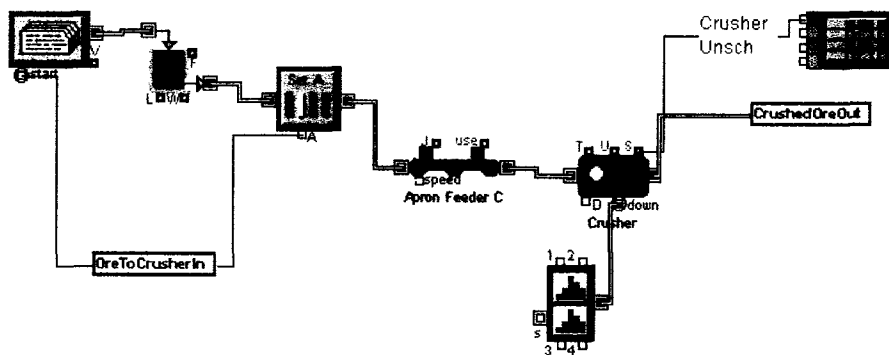 Crusher
Unsch
V
start
F
L W
Set A
A
OreToCrusherIn
J use
speed
Apron Feeder C
T U S
D down
Crusher
CrushedOreOut
1 2
s
3 4